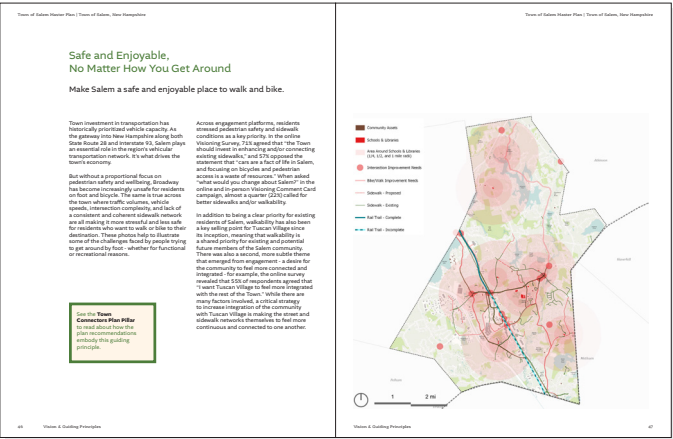 Town of Salem Master Plan | Town of Salem, New Hampshire
Safe and Enjoyable,
No Matter How You Get Around
Make Salem a safe and enjoyable place to walk and bike.
Town investment in transportation has
historically prioritized vehicle capacity. As
the gateway into New Hampshire along both
State Route 28 and Interstate 93, Salem plays
an essential role in the region's vehicular
transportation network. It's what drives the
town's economy.
But without a proportional focus on
pedestrian safety and wellbeing, Broadway
has become increasingly unsafe for residents
on foot and bicycle. The same is true across
the town where traffic volumes, vehicle
speeds, intersection complexity, and lack of
a consistent and coherent sidewalk network
are all making it more stressful and less safe
for residents who want to walk or bike to their
destination. These photos help to illustrate
some of the challenges faced by people trying
to get around by foot - whether for functional
or recreational reasons.
See the Town
Connectors Plan Pillar
to read about how the
plan recommendations
embody this guiding
principle.
Across engagement platforms, residents
stressed pedestrian safety and sidewalk
conditions as a key priority. In the online
Visioning Survey, 71% agreed that "the Town
should invest in enhancing and/or connecting
existing sidewalks," and 57% opposed the
statement that "cars are a fact of life in Salem,
and focusing on bicycles and pedestrian
access is a waste of resources." When asked
"what would you change about Salem?" in the
online and in-person Visioning Comment Card
campaign, almost a quarter (22%) called for
better sidewalks and/or walkability.
In addition to being a clear priority for existing
residents of Salem, walkability has also been
a key selling point for Tuscan Village since
its inception, meaning that walkability is
a shared priority for existing and potential
future members of the Salem community.
There was also a second, more subtle theme
that emerged from engagement - a desire for
the community to feel more connected and
integrated - for example, the online survey
revealed that 55% of respondents agreed that
"I want Tuscan Village to feel more integrated
with the rest of the Town." While there are
many factors involved, a critical strategy
to increase integration of the community
with Tuscan Village is making the street and
sidewalk networks themselves to feel more
continuous and connected to one another.
46 Vision & Guiding Principles
Town of Salem Master Plan | Town of Salem, New Hampshire
Community Assets
Schools & Libraries
Area Around Schools & Libraries
(1/4, 1/2, and 1 mile radii)
Intersection Improvement Needs
Bike/Walk Improvement Needs
Sidewalk - Proposed
Sidewalk - Existing
Rail Trail - Complete
Rail Trail - Incomplete
1 2 mi
Vision & Guiding Principles 47